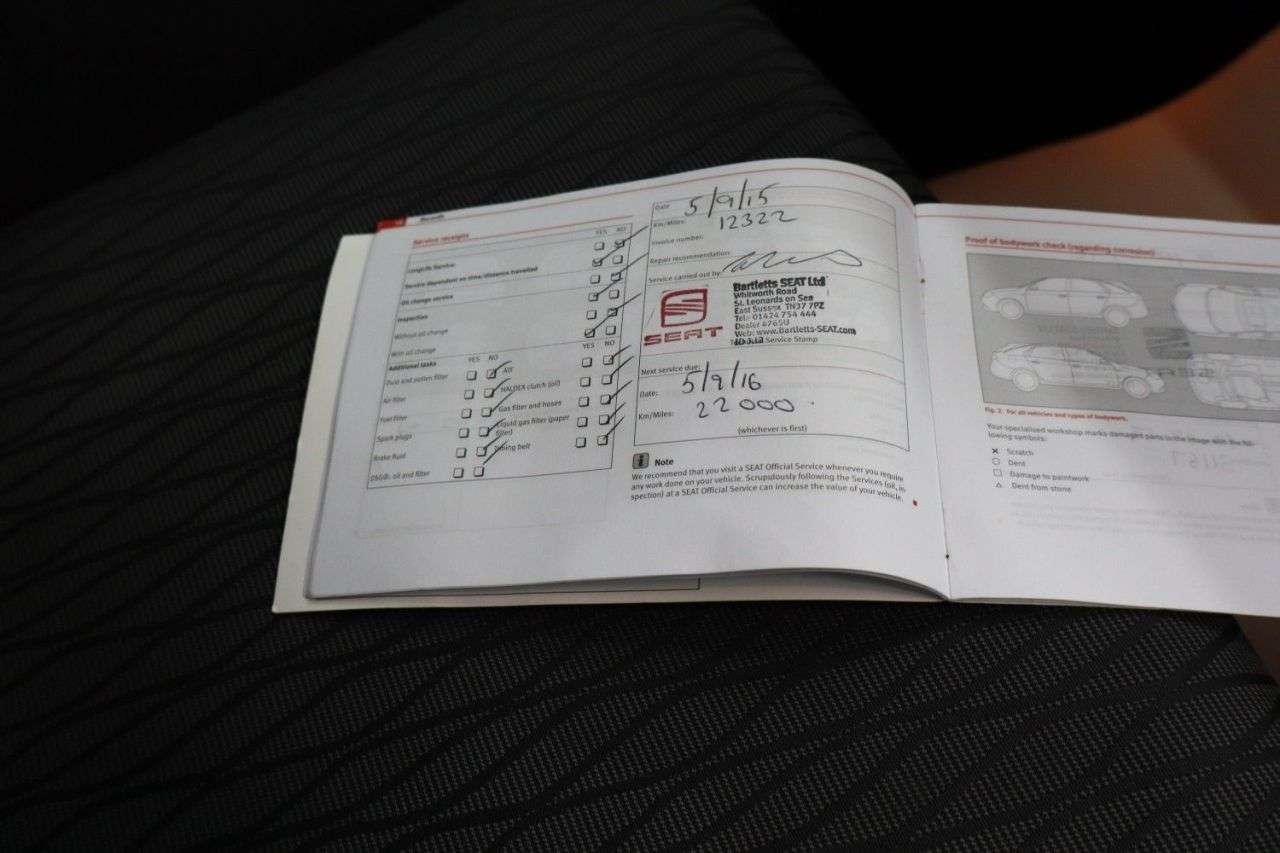 Records
Service receipts
YES NO
LongLife Service
Service dependent on time/distance travelled
Oil change service
Inspection
Without oil change
With oil change
YES NO
Additional tasks
YES NO
Dust and pollen filter
ATF
Air filter
HALDEX clutch (oil)
Fuel filter
Gas filter and hoses
Spark plugs
Liquid gas filter (paper
filter)
Brake fluid
Timing belt
DSG®: oil and filter
Date 5/9/15
Km/Miles: 12322
Invoice number:
Repair recommendation:
Service carried out by:
SEAT
Bartletts SEAT Ltd
Whitworth Road
St. Leonards on Sea
East Sussex TN37 7PZ
Tel:- 01424 754 444
Dealer #765U
Web: www.Bartletts-SEAT.com
Service Stamp
Next service due:
Date: 5/9/16
Km/Miles: 22000
(whichever is first)
Note
We recommend that you visit a SEAT Official Service whenever you require
any work done on your vehicle. Scrupulously following the Services (oil, in
spection) at a SEAT Official Service can increase the value of your vehicle.
Proof of bodywork check (regarding corrosion)
Fig. 2 For all vehicles and types of bodywork.
Your specialised workshop marks damaged parts in the image with the fol-
lowing symbols:
× Scratch
○ Dent
□ Damage to paintwork
△ Dent from stone